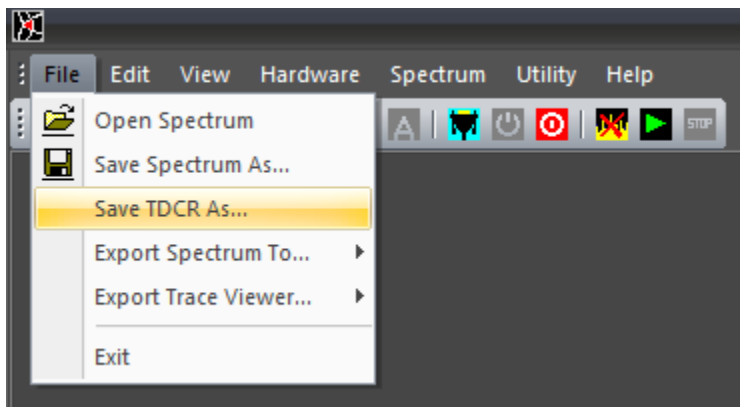 File Edit View Hardware Spectrum Utility Help
A STOP
Open Spectrum
Save Spectrum As...
Save TDCR As...
Export Spectrum To...
Export Trace Viewer...
Exit